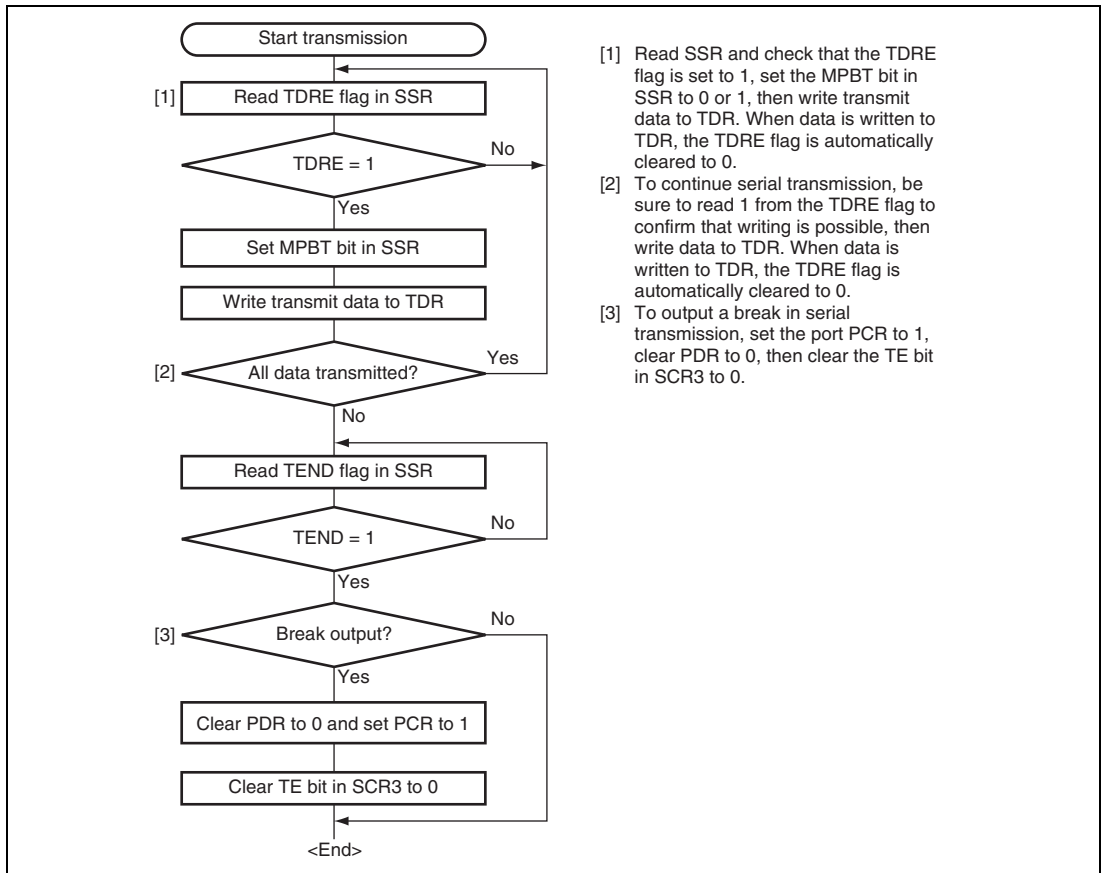 Start transmission
[1]
Read TDRE flag in SSR
TDRE = 1
No
Yes
Set MPBT bit in SSR
Write transmit data to TDR
[2]
All data transmitted?
Yes
No
Read TEND flag in SSR
TEND = 1
No
Yes
[3]
Break output?
No
Yes
Clear PDR to 0 and set PCR to 1
Clear TE bit in SCR3 to 0
<End>
[1] Read SSR and check that the TDRE
flag is set to 1, set the MPBT bit in
SSR to 0 or 1, then write transmit
data to TDR. When data is written to
TDR, the TDRE flag is automatically
cleared to 0.
[2] To continue serial transmission, be
sure to read 1 from the TDRE flag to
confirm that writing is possible, then
write data to TDR. When data is
written to TDR, the TDRE flag is
automatically cleared to 0.
[3] To output a break in serial
transmission, set the port PCR to 1,
clear PDR to 0, then clear the TE bit
in SCR3 to 0.